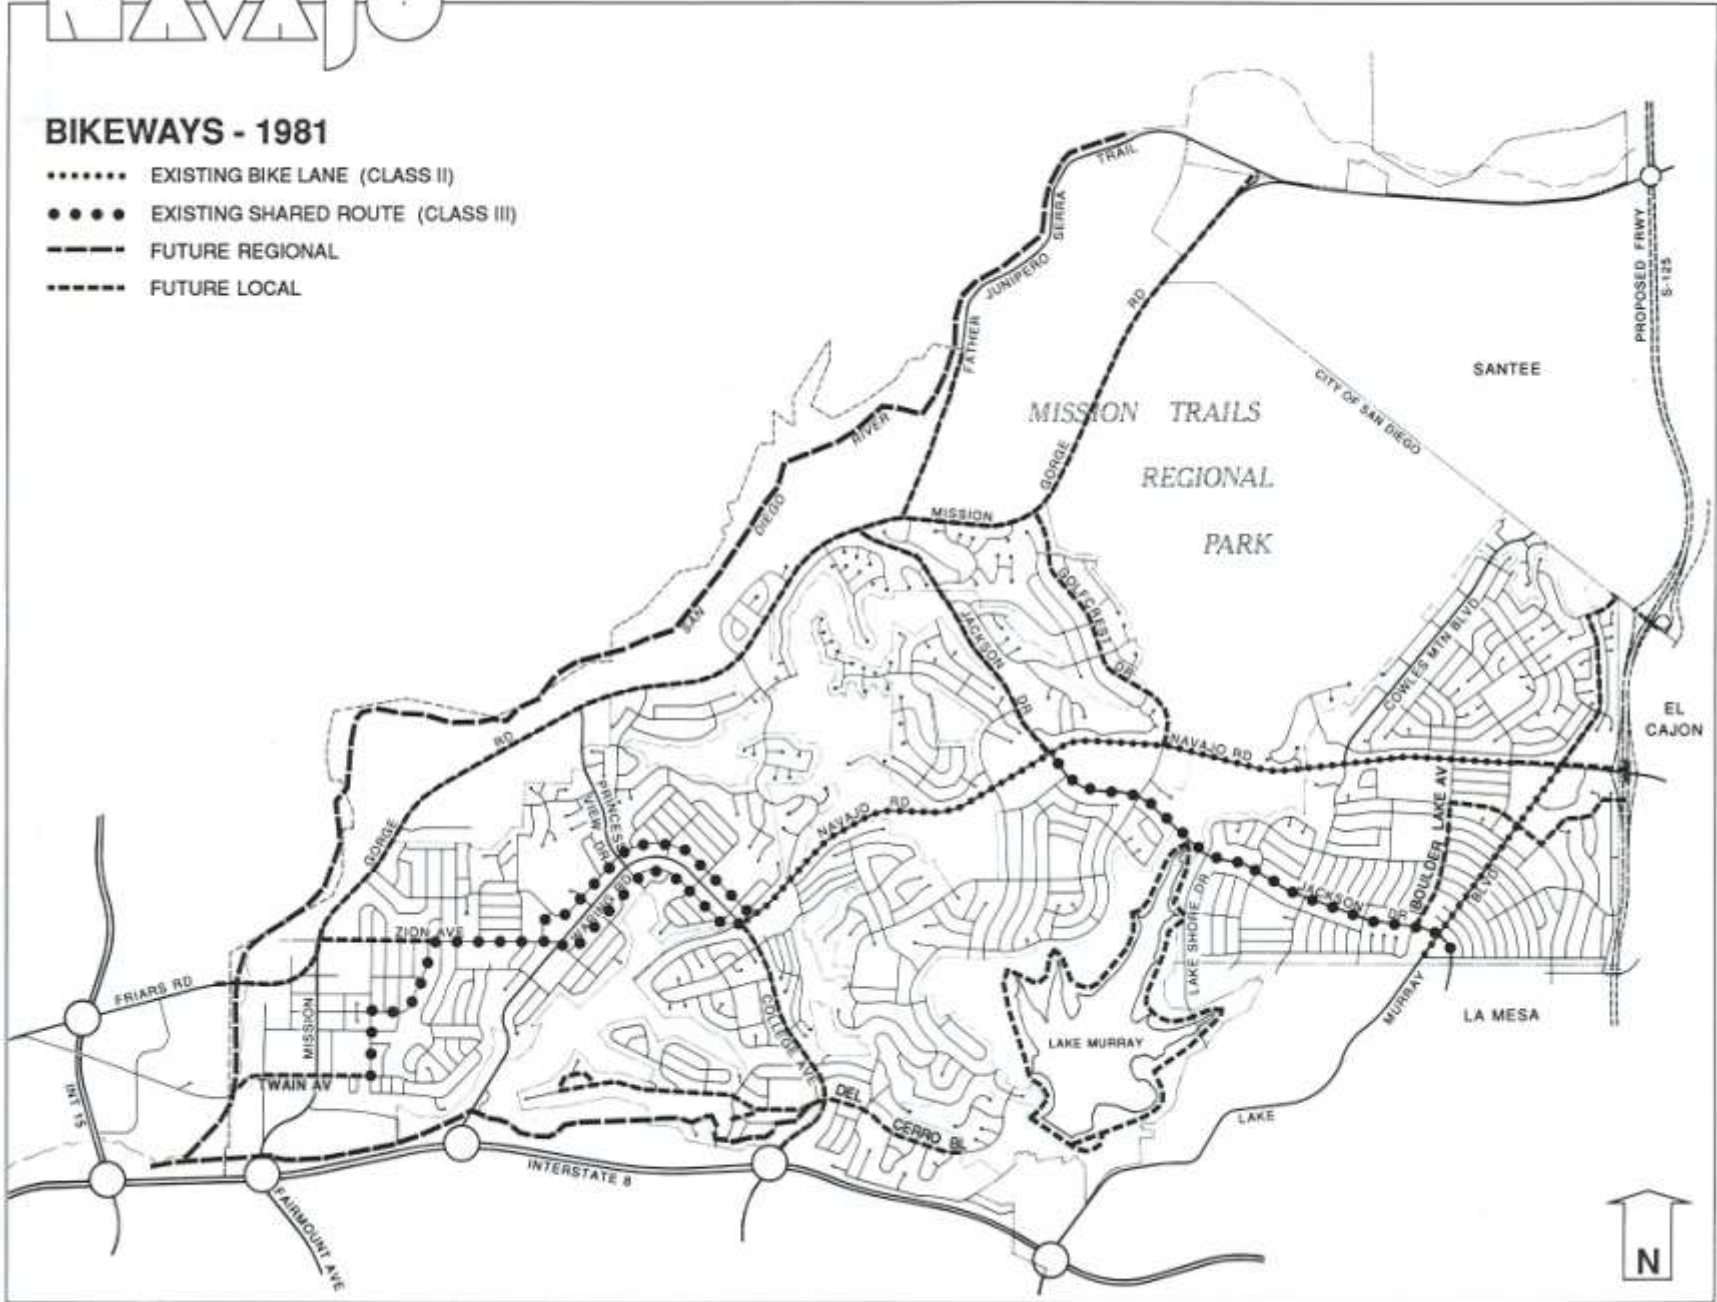 NAVAJO
BIKEWAYS - 1981
EXISTING BIKE LANE (CLASS II)
EXISTING SHARED ROUTE (CLASS III)
FUTURE REGIONAL
FUTURE LOCAL
TRAIL
SERRA
JUNIPERO
FATHER
RD
GORGE
MISSION
PROPOSED FRWY
S-125
SANTEE
CITY OF SAN DIEGO
MISSION TRAILS
REGIONAL
PARK
RIVER
DIEGO
SAN
GOLFCREST
DR
JACKSON
DR
COWLES MTN BLVD
EL
CAJON
NAVAJO RD
NAVAJO RD
RD
GORGE
PRINCESS
VIEW DR
WARING RD
ZION AVE
BOULDER LAKE AV
BLVD
JACKSON DR
LAKE SHORE DR
MURRAY
LA MESA
LAKE MURRAY
FRIARS RD
MISSION
TWAIN AV
COLLEGE AVE
DEL
CERRO BL
LAKE
INT 15
INTERSTATE 8
FAIRMOUNT AVE
N